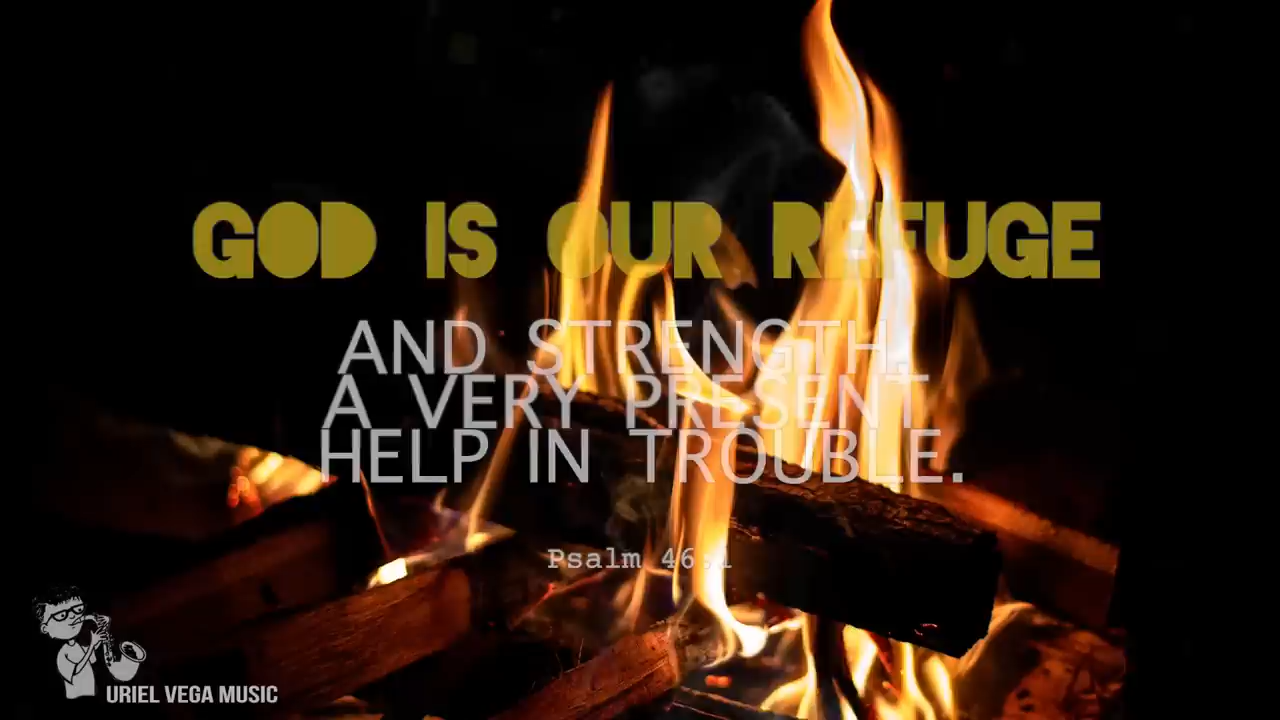 GOD IS OUR REFUGE
AND STRENGTH,
A VERY PRESENT
HELP IN TROUBLE.
Psalm 46:1
URIEL VEGA MUSIC